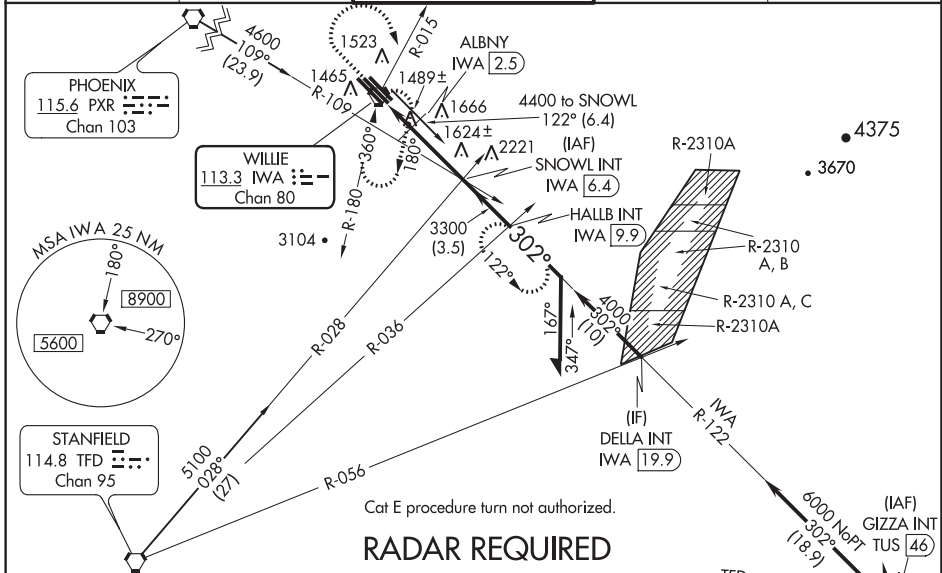 4600
109°
(23.9)
R-109
1523
1465
R-015
ALBNY
IWA 2.5
1489±
1666
1624±
4400 to SNOWL
122° (6.4)
2221
(IAF)
SNOWL INT
IWA 6.4
4375
3670
R-2310A
PHOENIX
115.6 PXR
Chan 103
WILLIE
113.3 IWA
Chan 80
360°
180°
R-180
3104
3300
(3.5)
HALLB INT
IWA 9.9
302°
122°
R-2310
A, B
R-2310 A, C
R-2310A
MSA IWA 25 NM
180°
8900
5600
270°
R-028
R-036
167°
347°
4000
302°
(10)
(IF)
DELLA INT
IWA 19.9
IWA
R-122
STANFIELD
114.8 TFD
Chan 95
5100
028°
(27)
R-056
Cat E procedure turn not authorized.
RADAR REQUIRED
6000 NoPT
302°
(18.9)
(IAF)
GIZZA INT
TUS 46